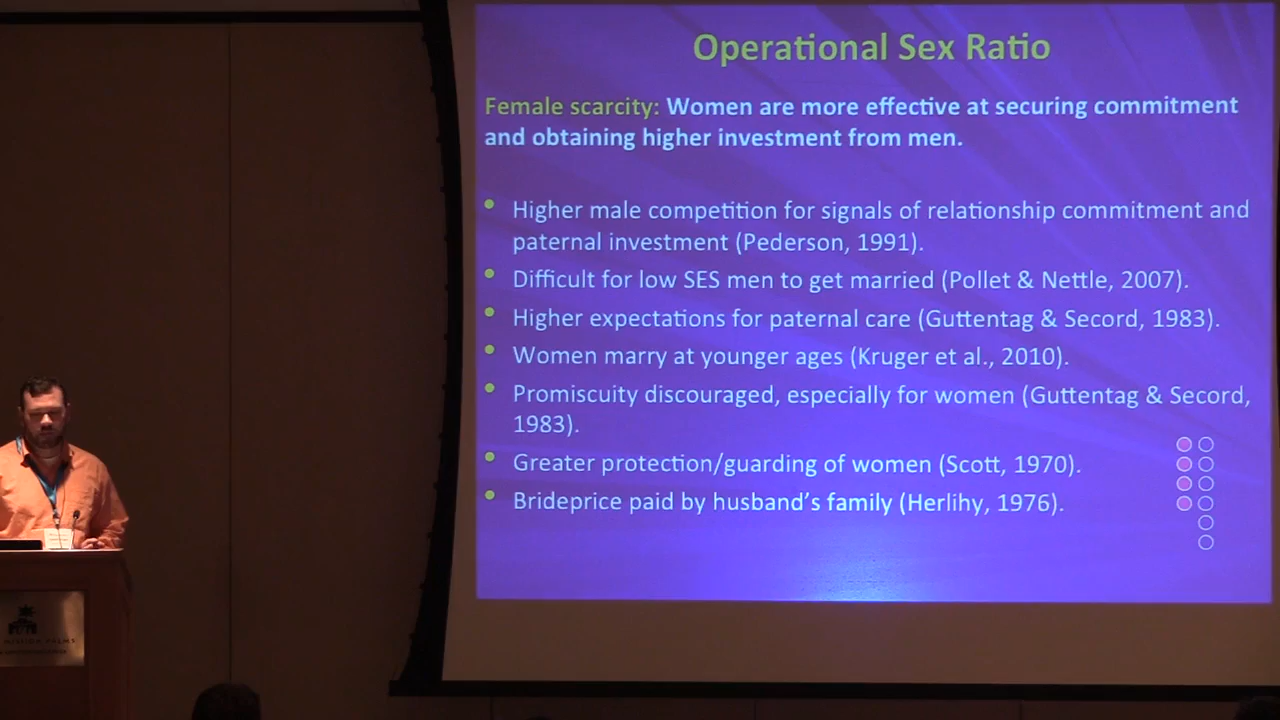 Operational Sex Ratio
Female scarcity: Women are more effective at securing commitment
and obtaining higher investment from men.
• Higher male competition for signals of relationship commitment and
paternal investment (Pederson, 1991).
• Difficult for low SES men to get married (Pollet & Nettle, 2007).
• Higher expectations for paternal care (Guttentag & Secord, 1983).
• Women marry at younger ages (Kruger et al., 2010).
• Promiscuity discouraged, especially for women (Guttentag & Secord,
1983).
• Greater protection/guarding of women (Scott, 1970).
• Brideprice paid by husband's family (Herlihy, 1976).
MISSION PALMS